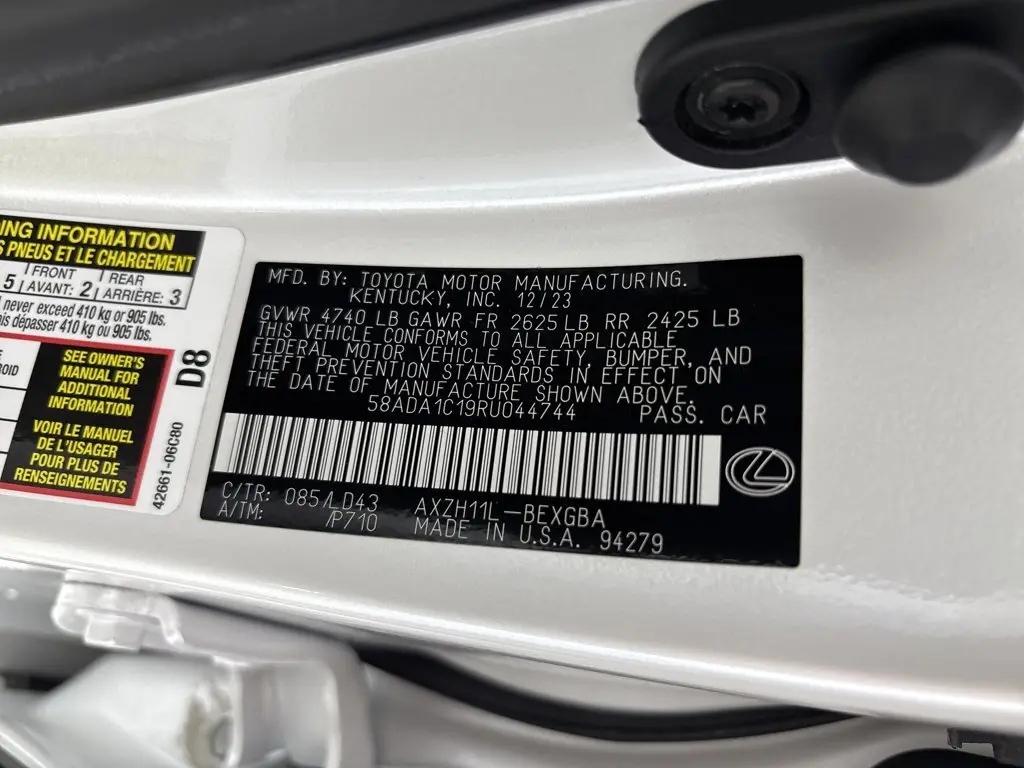 ING INFORMATION
S PNEUS ET LE CHARGEMENT
5 FRONT AVANT: 2 REAR ARRIÈRE: 3
never exceed 410 kg or 905 lbs.
dépasser 410 kg ou 905 lbs.
SEE OWNER'S
MANUAL FOR
ADDITIONAL
INFORMATION
VOIR LE MANUEL
DE L'USAGER
POUR PLUS DE
RENSEIGNEMENTS
D8
42661-06C80
MFD. BY: TOYOTA MOTOR MANUFACTURING.
KENTUCKY, INC. 12/23
GVWR 4740 LB GAWR FR 2625 LB RR 2425 LB
THIS VEHICLE CONFORMS TO ALL APPLICABLE
FEDERAL MOTOR VEHICLE SAFETY, BUMPER, AND
THEFT PREVENTION STANDARDS IN EFFECT ON
THE DATE OF MANUFACTURE SHOWN ABOVE.
58ADA1C19RU044744 PASS. CAR
C/TR: 085/LD43 AXZH11L-BEXGBA
A/TM: /P710 MADE IN U.S.A. 94279